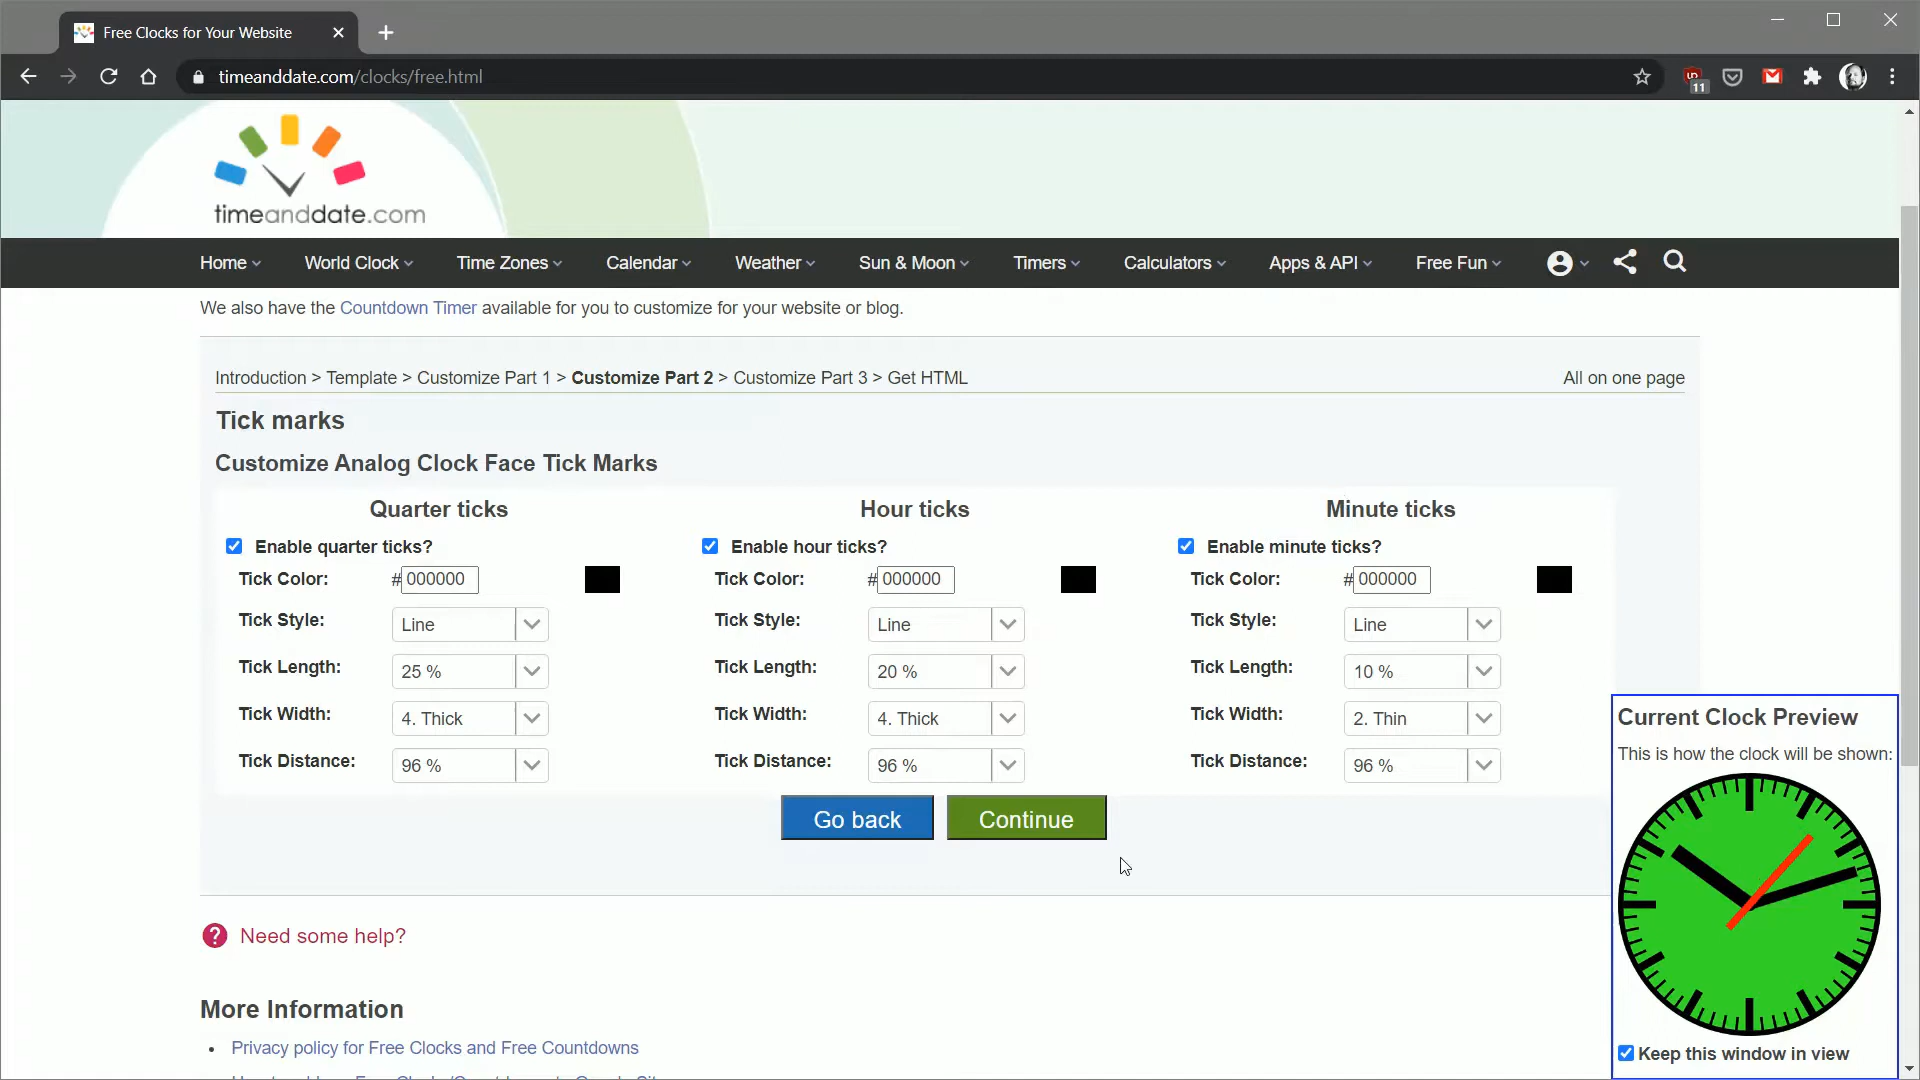 Free Clocks for Your Website
timeanddate.com/clocks/free.html
11
timeanddate.com
Home World Clock Time Zones Calendar Weather Sun & Moon Timers Calculators Apps & API Free Fun
We also have the Countdown Timer available for you to customize for your website or blog.
Introduction > Template > Customize Part 1 > Customize Part 2 > Customize Part 3 > Get HTML All on one page
Tick marks
Customize Analog Clock Face Tick Marks
Quarter ticks Hour ticks Minute ticks
Enable quarter ticks? Enable hour ticks? Enable minute ticks?
Tick Color: #000000 Tick Color: #000000 Tick Color: #000000
Tick Style: Line Tick Style: Line Tick Style: Line
Tick Length: 25 % Tick Length: 20 % Tick Length: 10 %
Tick Width: 4. Thick Tick Width: 4. Thick Tick Width: 2. Thin
Tick Distance: 96 % Tick Distance: 96 % Tick Distance: 96 %
Go back Continue
Current Clock Preview
This is how the clock will be shown:
Keep this window in view
? Need some help?
More Information
• Privacy policy for Free Clocks and Free Countdowns